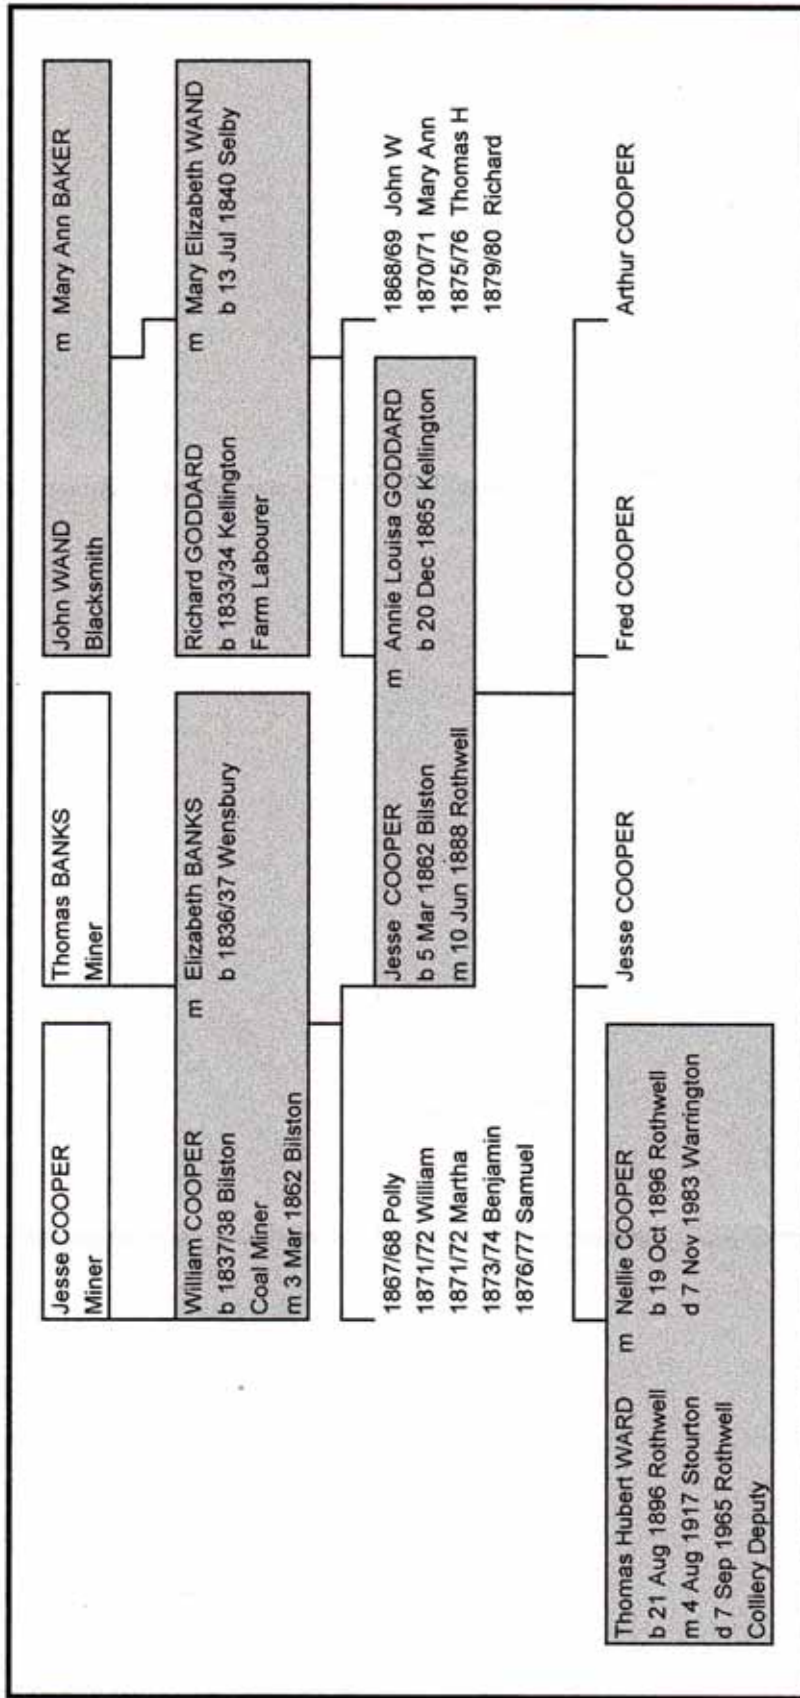 Jesse COOPER
Miner
Thomas BANKS
Miner
John WAND m Mary Ann BAKER
Blacksmith
William COOPER m Elizabeth BANKS
b 1837/38 Bilston b 1836/37 Wensbury
Coal Miner
m 3 Mar 1862 Bilston
Richard GODDARD m Mary Elizabeth WAND
b 1833/34 Kellington b 13 Jul 1840 Selby
Farm Labourer
1867/68 Polly
1871/72 William
1871/72 Martha
1873/74 Benjamin
1876/77 Samuel
Jesse COOPER m Annie Louisa GODDARD
b 5 Mar 1862 Bilston b 20 Dec 1865 Kellington
m 10 Jun 1888 Rothwell
1868/69 John W
1870/71 Mary Ann
1875/76 Thomas H
1879/80 Richard
Thomas Hubert WARD m Nellie COOPER
b 21 Aug 1896 Rothwell b 19 Oct 1896 Rothwell
m 4 Aug 1917 Stourton d 7 Nov 1983 Warrington
d 7 Sep 1965 Rothwell
Colliery Deputy
Jesse COOPER
Fred COOPER
Arthur COOPER